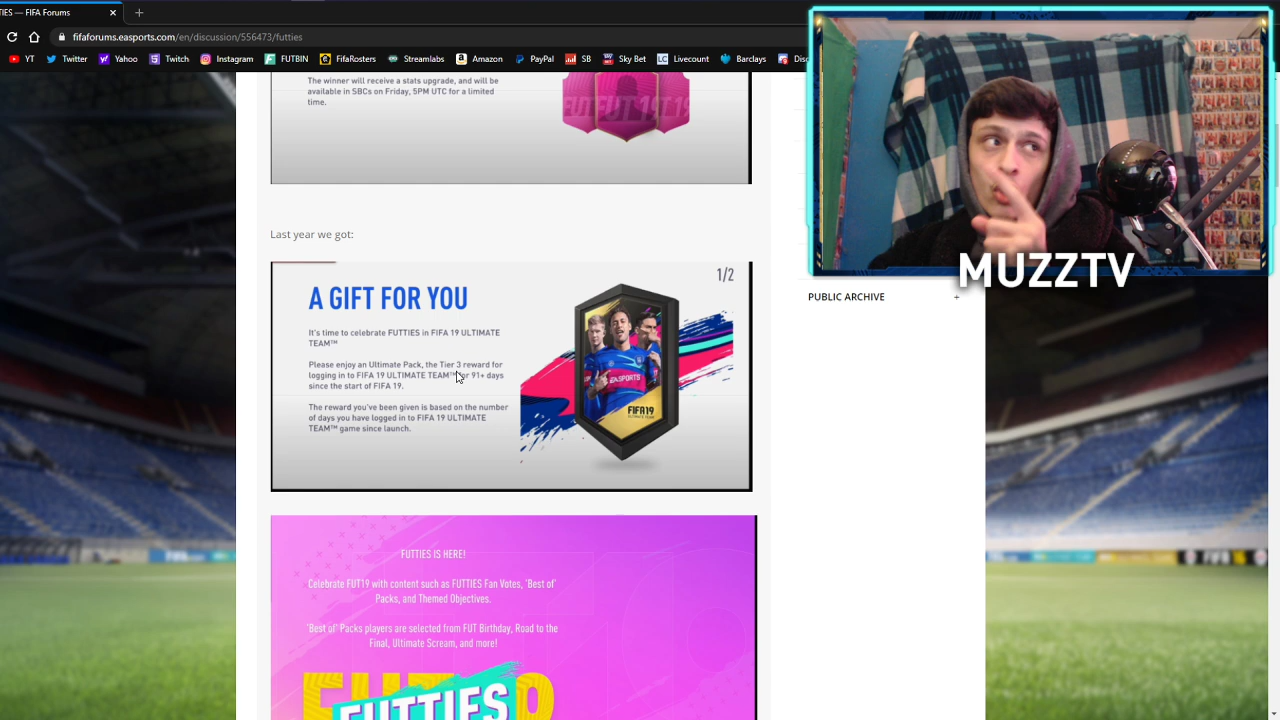 TIES — FIFA Forums
fifaforums.easports.com/en/discussion/556473/futties
YT Twitter Yahoo Twitch Instagram FUTBIN FifaRosters Streamlabs Amazon PayPal SB Sky Bet Livecount Barclays Disc
The winner will receive a stats upgrade, and will be
available in SBCs on Friday, 5PM UTC for a limited
time.
MUZZTV
PUBLIC ARCHIVE +
Last year we got:
1/2
A GIFT FOR YOU
It's time to celebrate FUTTIES in FIFA 19 ULTIMATE
TEAM™
Please enjoy an Ultimate Pack, the Tier 3 reward for
logging in to FIFA 19 ULTIMATE TEAM™ for 91+ days
since the start of FIFA 19.
The reward you've been given is based on the number
of days you have logged in to FIFA 19 ULTIMATE
TEAM™ game since launch.
EA SPORTS
FIFA19
ULTIMATE TEAM
FUTTIES IS HERE!
Celebrate FUT19 with content such as FUTTIES Fan Votes, 'Best of'
Packs, and Themed Objectives.
'Best of' Packs players are selected from FUT Birthday, Road to the
Final, Ultimate Scream, and more!
FUTTIES